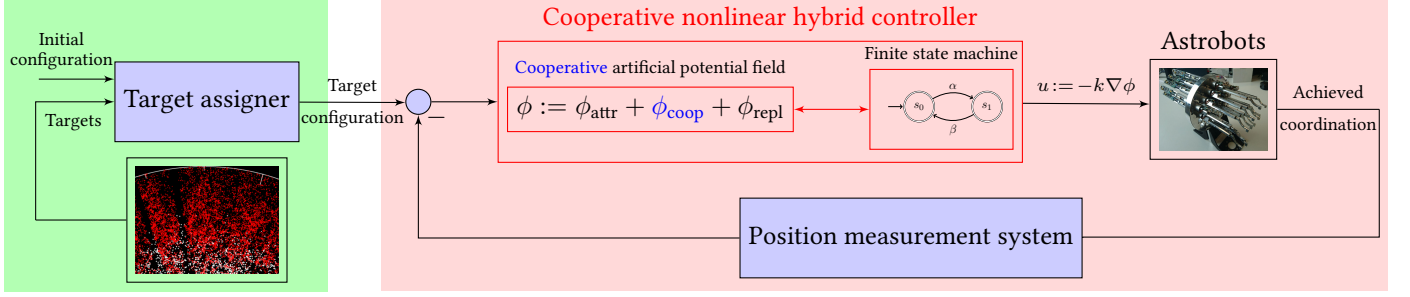 Cooperative nonlinear hybrid controller
Initial
configuration
Targets
Target assigner
Target
configuration
−
Cooperative artificial potential field
ϕ := ϕattr + ϕcoop + ϕrepl
Finite state machine
s0
α
s1
β
u := −k∇ϕ
Astrobots
Achieved
coordination
Position measurement system